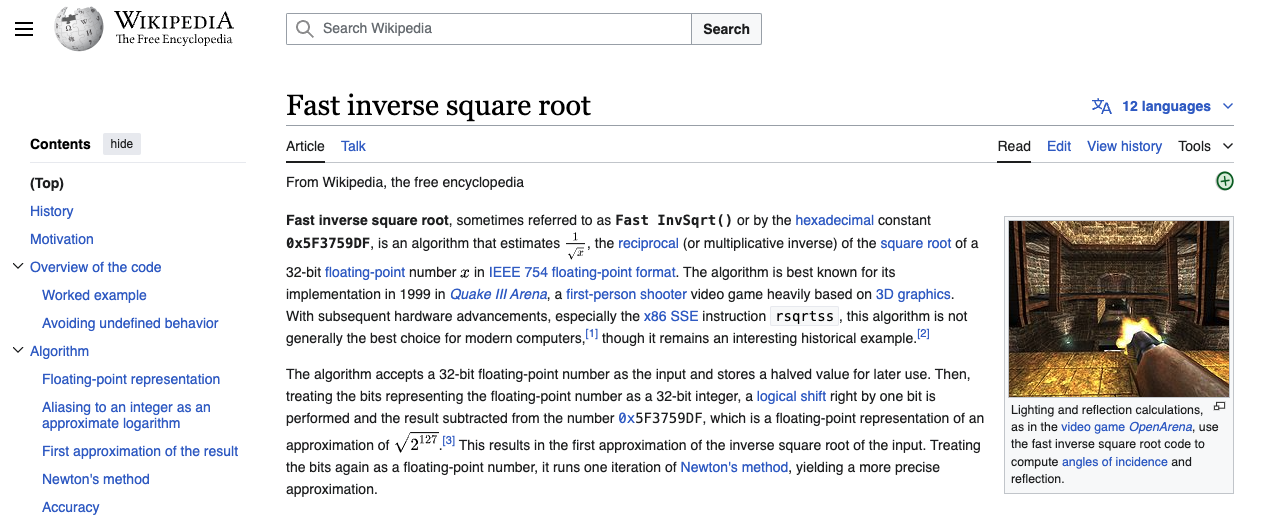 WIKIPEDIA
The Free Encyclopedia
Search Wikipedia
Search
Fast inverse square root
12 languages
Contents hide
Article Talk
Read Edit View history Tools
(Top)
History
Motivation
Overview of the code
Worked example
Avoiding undefined behavior
Algorithm
Floating-point representation
Aliasing to an integer as an
approximate logarithm
First approximation of the result
Newton's method
Accuracy
From Wikipedia, the free encyclopedia
Fast inverse square root, sometimes referred to as Fast InvSqrt() or by the hexadecimal constant
0x5F3759DF, is an algorithm that estimates 1/√x, the reciprocal (or multiplicative inverse) of the square root of a
32-bit floating-point number x in IEEE 754 floating-point format. The algorithm is best known for its
implementation in 1999 in Quake III Arena, a first-person shooter video game heavily based on 3D graphics.
With subsequent hardware advancements, especially the x86 SSE instruction rsqrtss, this algorithm is not
generally the best choice for modern computers,[1] though it remains an interesting historical example.[2]
The algorithm accepts a 32-bit floating-point number as the input and stores a halved value for later use. Then,
treating the bits representing the floating-point number as a 32-bit integer, a logical shift right by one bit is
performed and the result subtracted from the number 0x5F3759DF, which is a floating-point representation of an
approximation of √2^127.[3] This results in the first approximation of the inverse square root of the input. Treating
the bits again as a floating-point number, it runs one iteration of Newton's method, yielding a more precise
approximation.
Lighting and reflection calculations,
as in the video game OpenArena, use
the fast inverse square root code to
compute angles of incidence and
reflection.